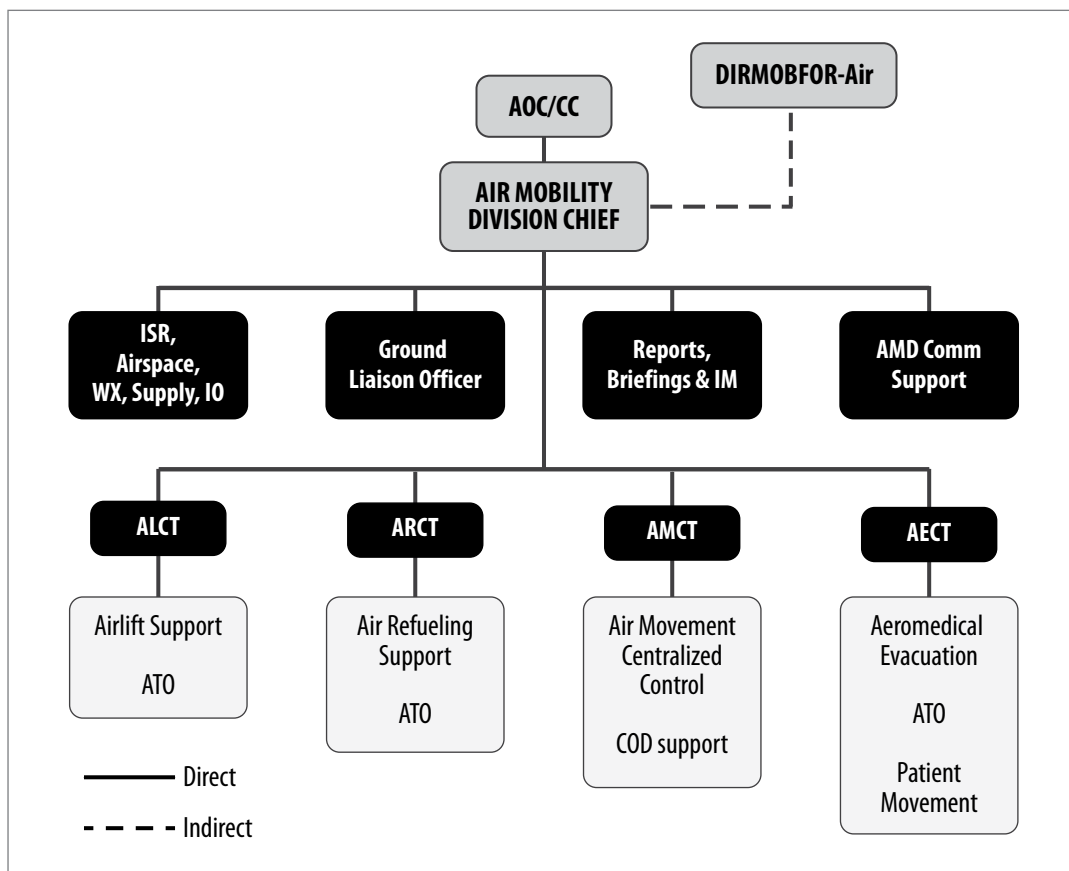 DIRMOBFOR-Air
AOC/CC
AIR MOBILITY
DIVISION CHIEF
ISR,
Airspace,
WX, Supply, IO
Ground
Liaison Officer
Reports,
Briefings & IM
AMD Comm
Support
ALCT
ARCT
AMCT
AECT
Airlift Support
ATO
Air Refueling
Support
ATO
Air Movement
Centralized
Control
COD support
Aeromedical
Evacuation
ATO
Patient
Movement
Direct
Indirect